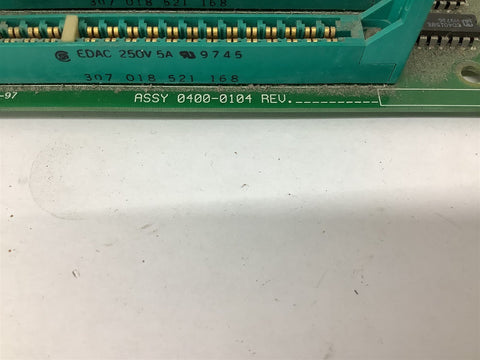 307 018 521 168
EDAC 250V 5A 9745
307 018 521 168
-97
ASSY 0400-0104 REV.